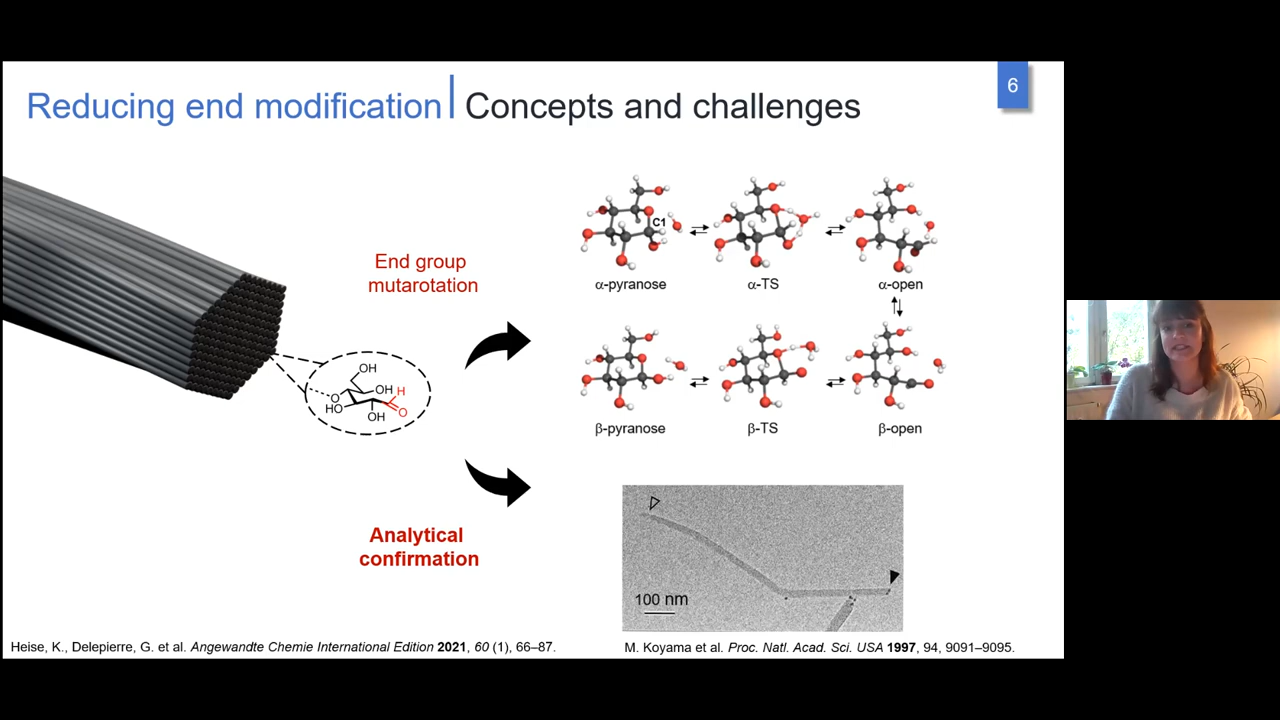 Reducing end modification | Concepts and challenges
6
End group
mutarotation
C1
α-pyranose
α-TS
α-open
OH
O
OH
H
HO
OH
O
β-pyranose
β-TS
β-open
Analytical
confirmation
100 nm
Heise, K., Delepierre, G. et al. Angewandte Chemie International Edition 2021, 60 (1), 66–87.
M. Koyama et al. Proc. Natl. Acad. Sci. USA 1997, 94, 9091–9095.